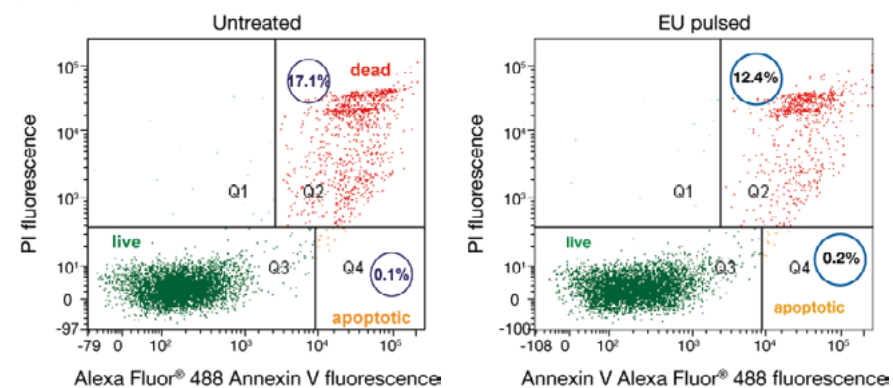 Untreated
PI fluorescence
10⁵
10⁴
10³
10¹
0
-97
17.1%
dead
Q1
Q2
live
Q3
Q4
0.1%
apoptotic
-79 0 10² 10³ 10⁴ 10⁵
Alexa Fluor® 488 Annexin V fluorescence
EU pulsed
PI fluorescence
10⁵
10⁴
10³
10¹
0
-100
12.4%
Q1
Q2
live
Q3
Q4
0.2%
apoptotic
-108 0 10² 10³ 10⁴ 10⁵
Annexin V Alexa Fluor® 488 fluorescence